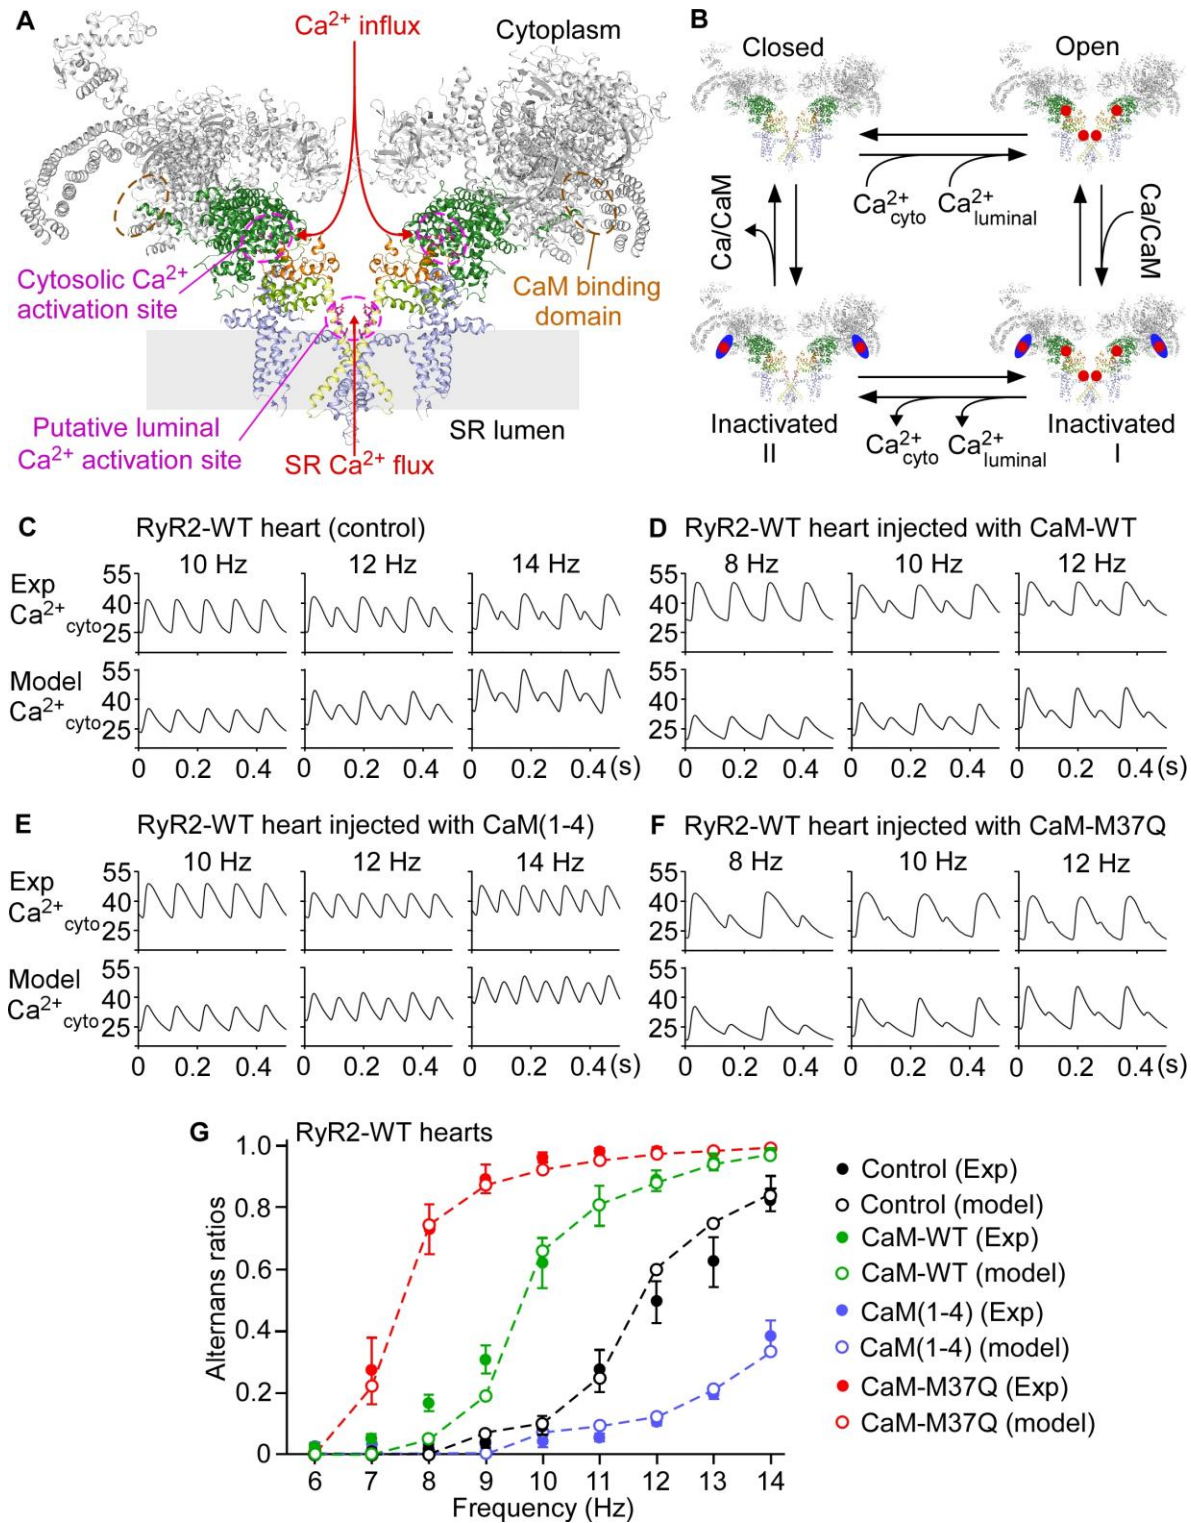 A
Ca²⁺ influx
Cytoplasm
Cytosolic Ca²⁺
activation site
CaM binding
domain
Putative luminal
Ca²⁺ activation site
SR lumen
SR Ca²⁺ flux
B
Closed
Open
Ca²⁺cyto
Ca²⁺luminal
Ca/CaM
Ca/CaM
Inactivated
II
Ca²⁺cyto
Ca²⁺luminal
Inactivated
I
C
RyR2-WT heart (control)
10 Hz
12 Hz
14 Hz
Exp
Ca²⁺cyto
55
40
25
Model
Ca²⁺cyto
55
40
25
0 0.2 0.4 0 0.2 0.4 0 0.2 0.4 (s)
D
RyR2-WT heart injected with CaM-WT
8 Hz
10 Hz
12 Hz
55
40
25
55
40
25
0 0.2 0.4 0 0.2 0.4 0 0.2 0.4 (s)
E
RyR2-WT heart injected with CaM(1-4)
10 Hz
12 Hz
14 Hz
Exp
Ca²⁺cyto
55
40
25
Model
Ca²⁺cyto
55
40
25
0 0.2 0.4 0 0.2 0.4 0 0.2 0.4 (s)
F
RyR2-WT heart injected with CaM-M37Q
8 Hz
10 Hz
12 Hz
55
40
25
55
40
25
0 0.2 0.4 0 0.2 0.4 0 0.2 0.4 (s)
G
RyR2-WT hearts
Alternans ratios
1.0
0.8
0.6
0.4
0.2
0
6 7 8 9 10 11 12 13 14
Frequency (Hz)
Control (Exp)
Control (model)
CaM-WT (Exp)
CaM-WT (model)
CaM(1-4) (Exp)
CaM(1-4) (model)
CaM-M37Q (Exp)
CaM-M37Q (model)